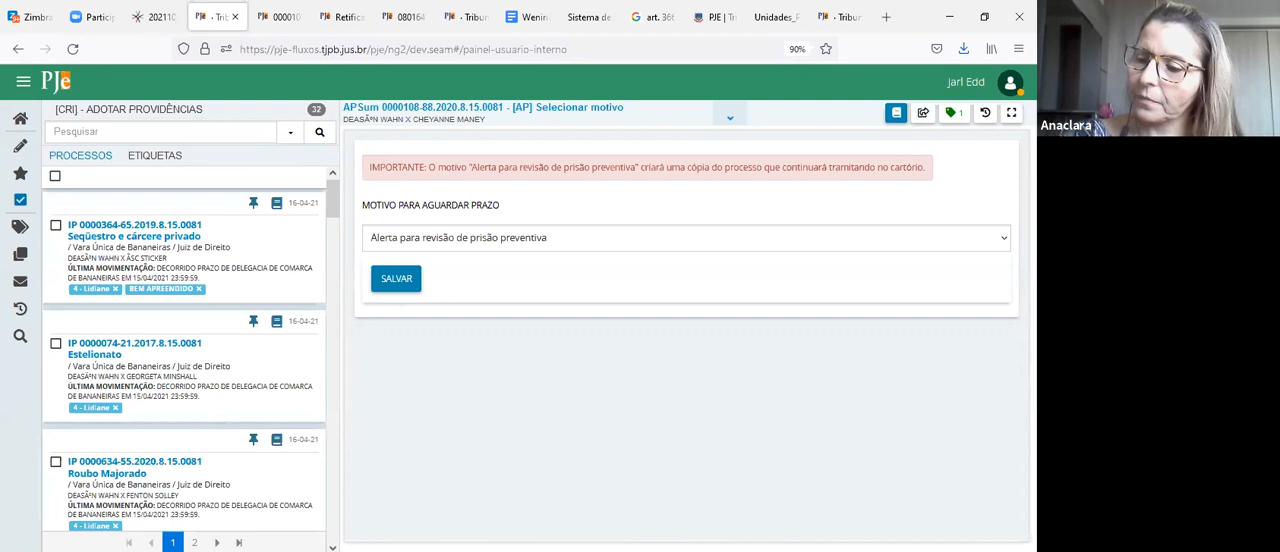 Zimbra
Particip
202110
· Trib
000010
Retifica
080164
· Tribun
Wenin
Sistema de
art. 366
PJE | T
Unidades_F
· Tribur
https://pje-fluxos.tjpb.jus.br/pje/ng2/dev.seam#/painel-usuario-interno
90%
PJe
Jarl Edd
[CRI] - ADOTAR PROVIDÊNCIAS
32
Pesquisar
PROCESSOS
ETIQUETAS
16-04-21
IP 0000364-65.2019.8.15.0081
Seqüestro e cárcere privado
/ Vara Única de Bananeiras / Juiz de Direito
DEASÃªN WAHN X ÃSC STICKER
ÚLTIMA MOVIMENTAÇÃO: DECORRIDO PRAZO DE DELEGACIA DE COMARCA
DE BANANEIRAS EM 15/04/2021 23:59:59.
4 - Lidiane
BEM APREENDIDO
16-04-21
IP 0000074-21.2017.8.15.0081
Estelionato
/ Vara Única de Bananeiras / Juiz de Direito
DEASÃªN WAHN X GEORGETA MINSHALL
ÚLTIMA MOVIMENTAÇÃO: DECORRIDO PRAZO DE DELEGACIA DE COMARCA
DE BANANEIRAS EM 15/04/2021 23:59:59.
4 - Lidiane
16-04-21
IP 0000634-55.2020.8.15.0081
Roubo Majorado
/ Vara Única de Bananeiras / Juiz de Direito
DEASÃªN WAHN X FENTON SOLLEY
ÚLTIMA MOVIMENTAÇÃO: DECORRIDO PRAZO DE DELEGACIA DE COMARCA
DE BANANEIRAS EM 15/04/2021 23:59:59.
4 - Lidiane
1
2
APSum 0000108-88.2020.8.15.0081 - [AP] Selecionar motivo
DEASÃªN WAHN X CHEYANNE MANEY
1
IMPORTANTE: O motivo "Alerta para revisão de prisão preventiva" criará uma cópia do processo que continuará tramitando no cartório.
MOTIVO PARA AGUARDAR PRAZO
Alerta para revisão de prisão preventiva
SALVAR
Anaclara